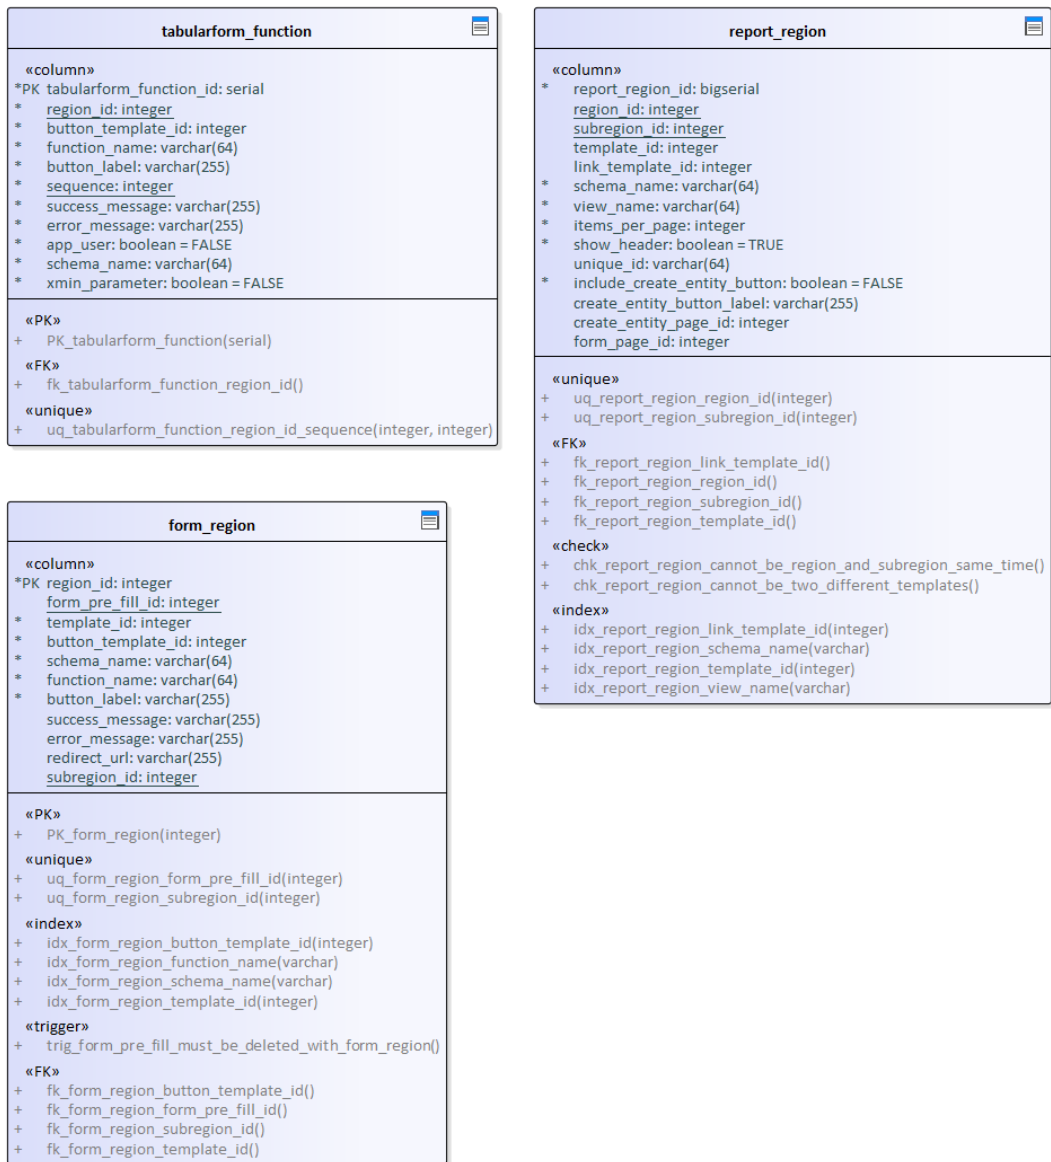 tabularform_function
«column»
*PK tabularform_function_id: serial
* region_id: integer
* button_template_id: integer
* function_name: varchar(64)
* button_label: varchar(255)
* sequence: integer
* success_message: varchar(255)
* error_message: varchar(255)
* app_user: boolean = FALSE
* schema_name: varchar(64)
* xmin_parameter: boolean = FALSE
«PK»
+ PK_tabularform_function(serial)
«FK»
+ fk_tabularform_function_region_id()
«unique»
+ uq_tabularform_function_region_id_sequence(integer, integer)
report_region
«column»
* report_region_id: bigserial
region_id: integer
subregion_id: integer
template_id: integer
link_template_id: integer
* schema_name: varchar(64)
* view_name: varchar(64)
* items_per_page: integer
* show_header: boolean = TRUE
unique_id: varchar(64)
* include_create_entity_button: boolean = FALSE
create_entity_button_label: varchar(255)
create_entity_page_id: integer
form_page_id: integer
«unique»
+ uq_report_region_region_id(integer)
+ uq_report_region_subregion_id(integer)
«FK»
+ fk_report_region_link_template_id()
+ fk_report_region_region_id()
+ fk_report_region_subregion_id()
+ fk_report_region_template_id()
«check»
+ chk_report_region_cannot_be_region_and_subregion_same_time()
+ chk_report_region_cannot_be_two_different_templates()
«index»
+ idx_report_region_link_template_id(integer)
+ idx_report_region_schema_name(varchar)
+ idx_report_region_template_id(integer)
+ idx_report_region_view_name(varchar)
form_region
«column»
*PK region_id: integer
form_pre_fill_id: integer
* template_id: integer
* button_template_id: integer
* schema_name: varchar(64)
* function_name: varchar(64)
* button_label: varchar(255)
success_message: varchar(255)
error_message: varchar(255)
redirect_url: varchar(255)
subregion_id: integer
«PK»
+ PK_form_region(integer)
«unique»
+ uq_form_region_form_pre_fill_id(integer)
+ uq_form_region_subregion_id(integer)
«index»
+ idx_form_region_button_template_id(integer)
+ idx_form_region_function_name(varchar)
+ idx_form_region_schema_name(varchar)
+ idx_form_region_template_id(integer)
«trigger»
+ trig_form_pre_fill_must_be_deleted_with_form_region()
«FK»
+ fk_form_region_button_template_id()
+ fk_form_region_form_pre_fill_id()
+ fk_form_region_subregion_id()
+ fk_form_region_template_id()